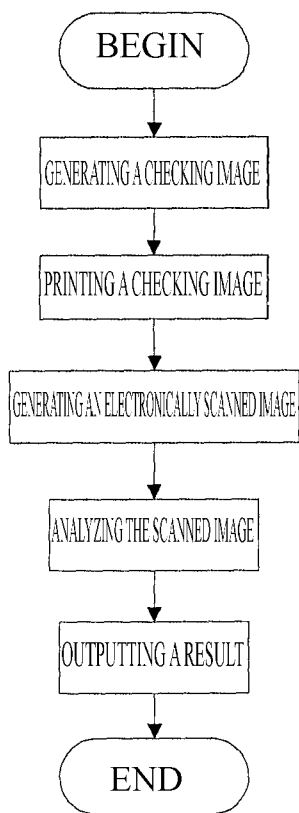 BEGIN
GENERATING A CHECKING IMAGE
PRINTING A CHECKING IMAGE
GENERATING AN ELECTRONICALLY SCANNED IMAGE
ANALYZING THE SCANNED IMAGE
OUTPUTTING A RESULT
END